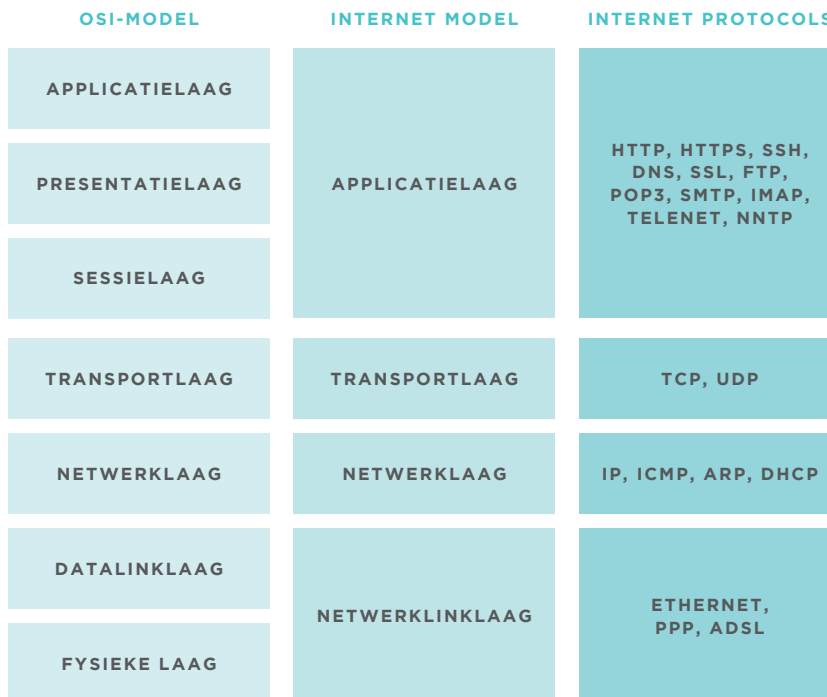 OSI-MODEL
INTERNET MODEL
INTERNET PROTOCOLS
APPLICATIELAAG
PRESENTATIELAAG
SESSIELAAG
APPLICATIELAAG
HTTP, HTTPS, SSH,
DNS, SSL, FTP,
POP3, SMTP, IMAP,
TELENET, NNTP
TRANSPORTLAAG
TRANSPORTLAAG
TCP, UDP
NETWERKLAAG
NETWERKLAAG
IP, ICMP, ARP, DHCP
DATALINKLAAG
FYSIEKE LAAG
NETWERKLINKLAAG
ETHERNET,
PPP, ADSL